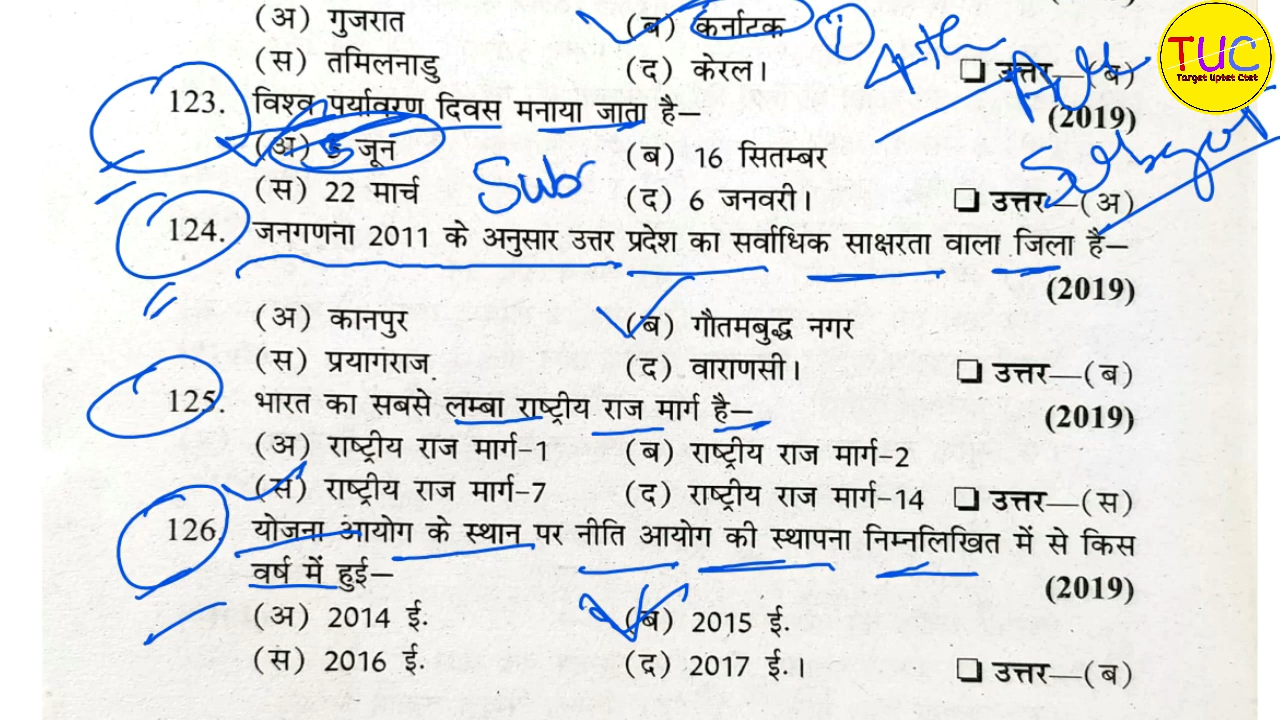 (अ) गुजरात (ब) कर्नाटक
(स) तमिलनाडु (द) केरल। ❑ उत्तर—(ब)
123. विश्व पर्यावरण दिवस मनाया जाता है— (2019)
(अ) 5 जून (ब) 16 सितम्बर
(स) 22 मार्च (द) 6 जनवरी। ❑ उत्तर—(अ)
124. जनगणना 2011 के अनुसार उत्तर प्रदेश का सर्वाधिक साक्षरता वाला जिला है—
(2019)
(अ) कानपुर (ब) गौतमबुद्ध नगर
(स) प्रयागराज (द) वाराणसी। ❑ उत्तर—(ब)
125. भारत का सबसे लम्बा राष्ट्रीय राज मार्ग है— (2019)
(अ) राष्ट्रीय राज मार्ग-1 (ब) राष्ट्रीय राज मार्ग-2
(स) राष्ट्रीय राज मार्ग-7 (द) राष्ट्रीय राज मार्ग-14 ❑ उत्तर—(स)
126. योजना आयोग के स्थान पर नीति आयोग की स्थापना निम्नलिखित में से किस
वर्ष में हुई— (2019)
(अ) 2014 ई. (ब) 2015 ई.
(स) 2016 ई. (द) 2017 ई.। ❑ उत्तर—(ब)
TUC
Target Uptet Ctet
4th
Sub